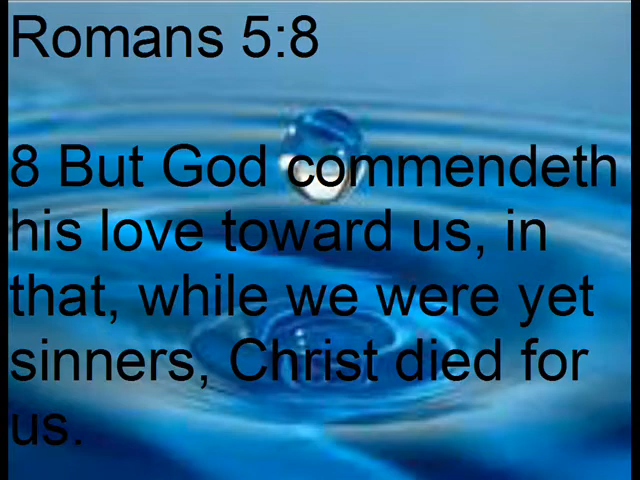 Romans 5:8
8 But God commendeth
his love toward us, in
that, while we were yet
sinners, Christ died for
us.